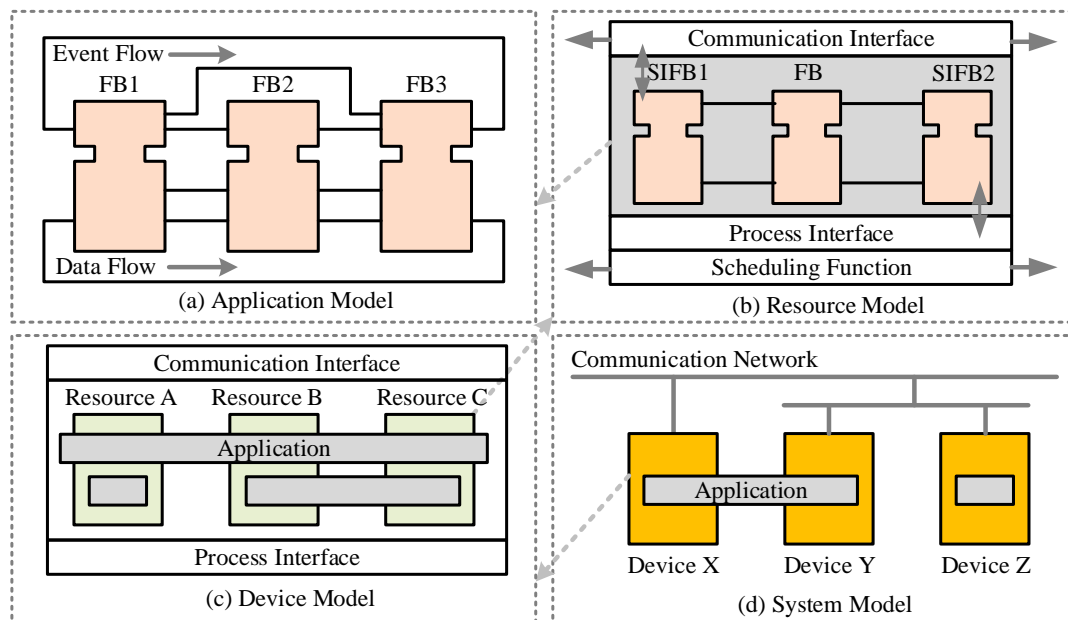 Event Flow
FB1
FB2
FB3
Data Flow
(a) Application Model
Communication Interface
SIFB1
FB
SIFB2
Process Interface
Scheduling Function
(b) Resource Model
Communication Interface
Resource A
Resource B
Resource C
Application
Process Interface
(c) Device Model
Communication Network
Application
Device X
Device Y
Device Z
(d) System Model